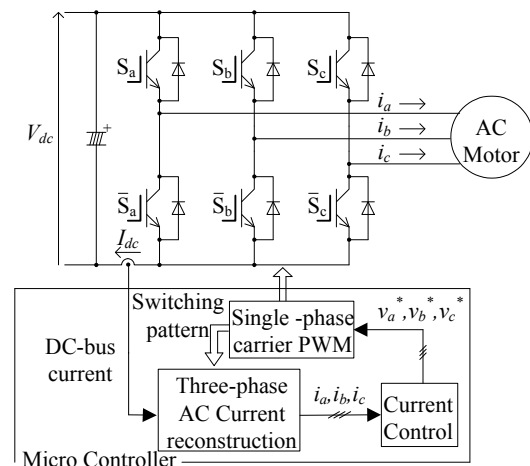 S_a
S_b
S_c
i_a
i_b
i_c
AC
Motor
V_dc
+
S̅_a
S̅_b
S̅_c
I_dc
Switching
pattern
Single -phase
carrier PWM
v_a*,v_b*,v_c*
DC-bus
current
Three-phase
AC Current
reconstruction
i_a,i_b,i_c
Current
Control
Micro Controller